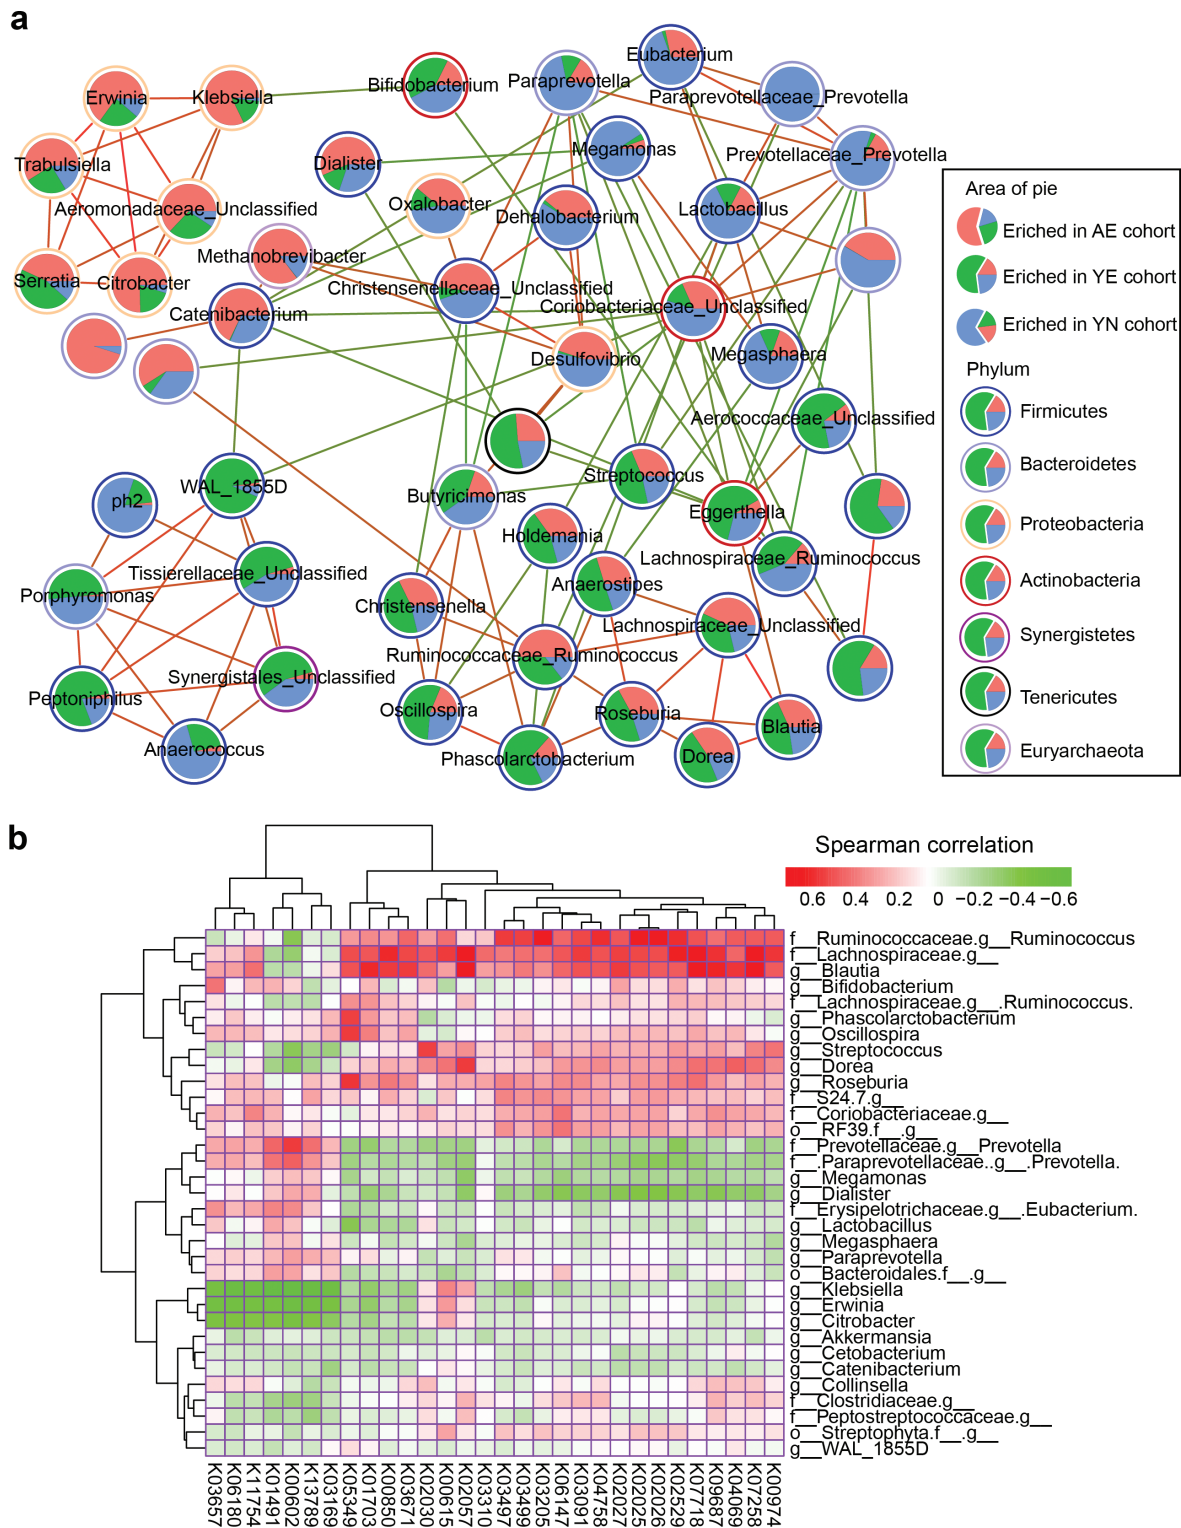 a
Eubacterium
Bifidobacterium
Paraprevotella
Erwinia
Klebsiella
Paraprevotellaceae_Prevotella
Megamonas
Prevotellaceae_Prevotella
Trabulsiella
Dialister
Aeromonadaceae_Unclassified
Oxalobacter
Dehalobacterium
Lactobacillus
Methanobrevibacter
Serratia
Citrobacter
Christensenellaceae_Unclassified
Coriobacteriaceae_Unclassified
Catenibacterium
Desulfovibrio
Megasphaera
Aerococcaceae_Unclassified
Streptococcus
WAL_1855D
ph2
Butyricimonas
Eggerthella
Holdemania
Lachnospiraceae_Ruminococcus
Tissierellaceae_Unclassified
Anaerostipes
Porphyromonas
Christensenella
Lachnospiraceae_Unclassified
Ruminococcaceae_Ruminococcus
Synergistales_Unclassified
Peptoniphilus
Oscillospira
Roseburia
Blautia
Anaerococcus
Phascolarctobacterium
Dorea
Area of pie
Enriched in AE cohort
Enriched in YE cohort
Enriched in YN cohort
Phylum
Firmicutes
Bacteroidetes
Proteobacteria
Actinobacteria
Synergistetes
Tenericutes
Euryarchaeota
b
Spearman correlation
0.6 0.4 0.2 0 −0.2 −0.4 −0.6
f__Ruminococcaceae.g__Ruminococcus
f__Lachnospiraceae.g__
g__Blautia
g__Bifidobacterium
f__Lachnospiraceae.g__.Ruminococcus.
g__Phascolarctobacterium
g__Oscillospira
g__Streptococcus
g__Dorea
g__Roseburia
f__S24.7.g__
f__Coriobacteriaceae.g__
o__RF39.f__.g__
f__Prevotellaceae.g__Prevotella
f__.Paraprevotellaceae..g__.Prevotella.
g__Megamonas
g__Dialister
f__Erysipelotrichaceae.g__.Eubacterium.
g__Lactobacillus
g__Megasphaera
g__Paraprevotella
o__Bacteroidales.f__.g__
g__Klebsiella
g__Erwinia
g__Citrobacter
g__Akkermansia
g__Cetobacterium
g__Catenibacterium
g__Collinsella
f__Clostridiaceae.g__
f__Peptostreptococcaceae.g__
o__Streptophyta.f__.g__
g__WAL_1855D
K03657
K06180
K11754
K01491
K00602
K13789
K03169
K05349
K01703
K00850
K03671
K02030
K00615
K02057
K03310
K03497
K03499
K03205
K06147
K03091
K04758
K02027
K02025
K02026
K02529
K07718
K09687
K04069
K07258
K00974